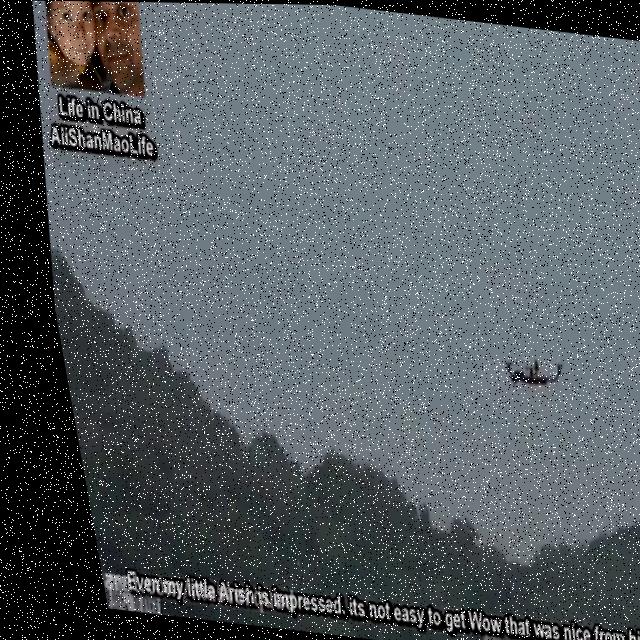 Life in China
AliShanMaoLife
Even my little Arish is impressed. its not easy to get Wow that was nice from